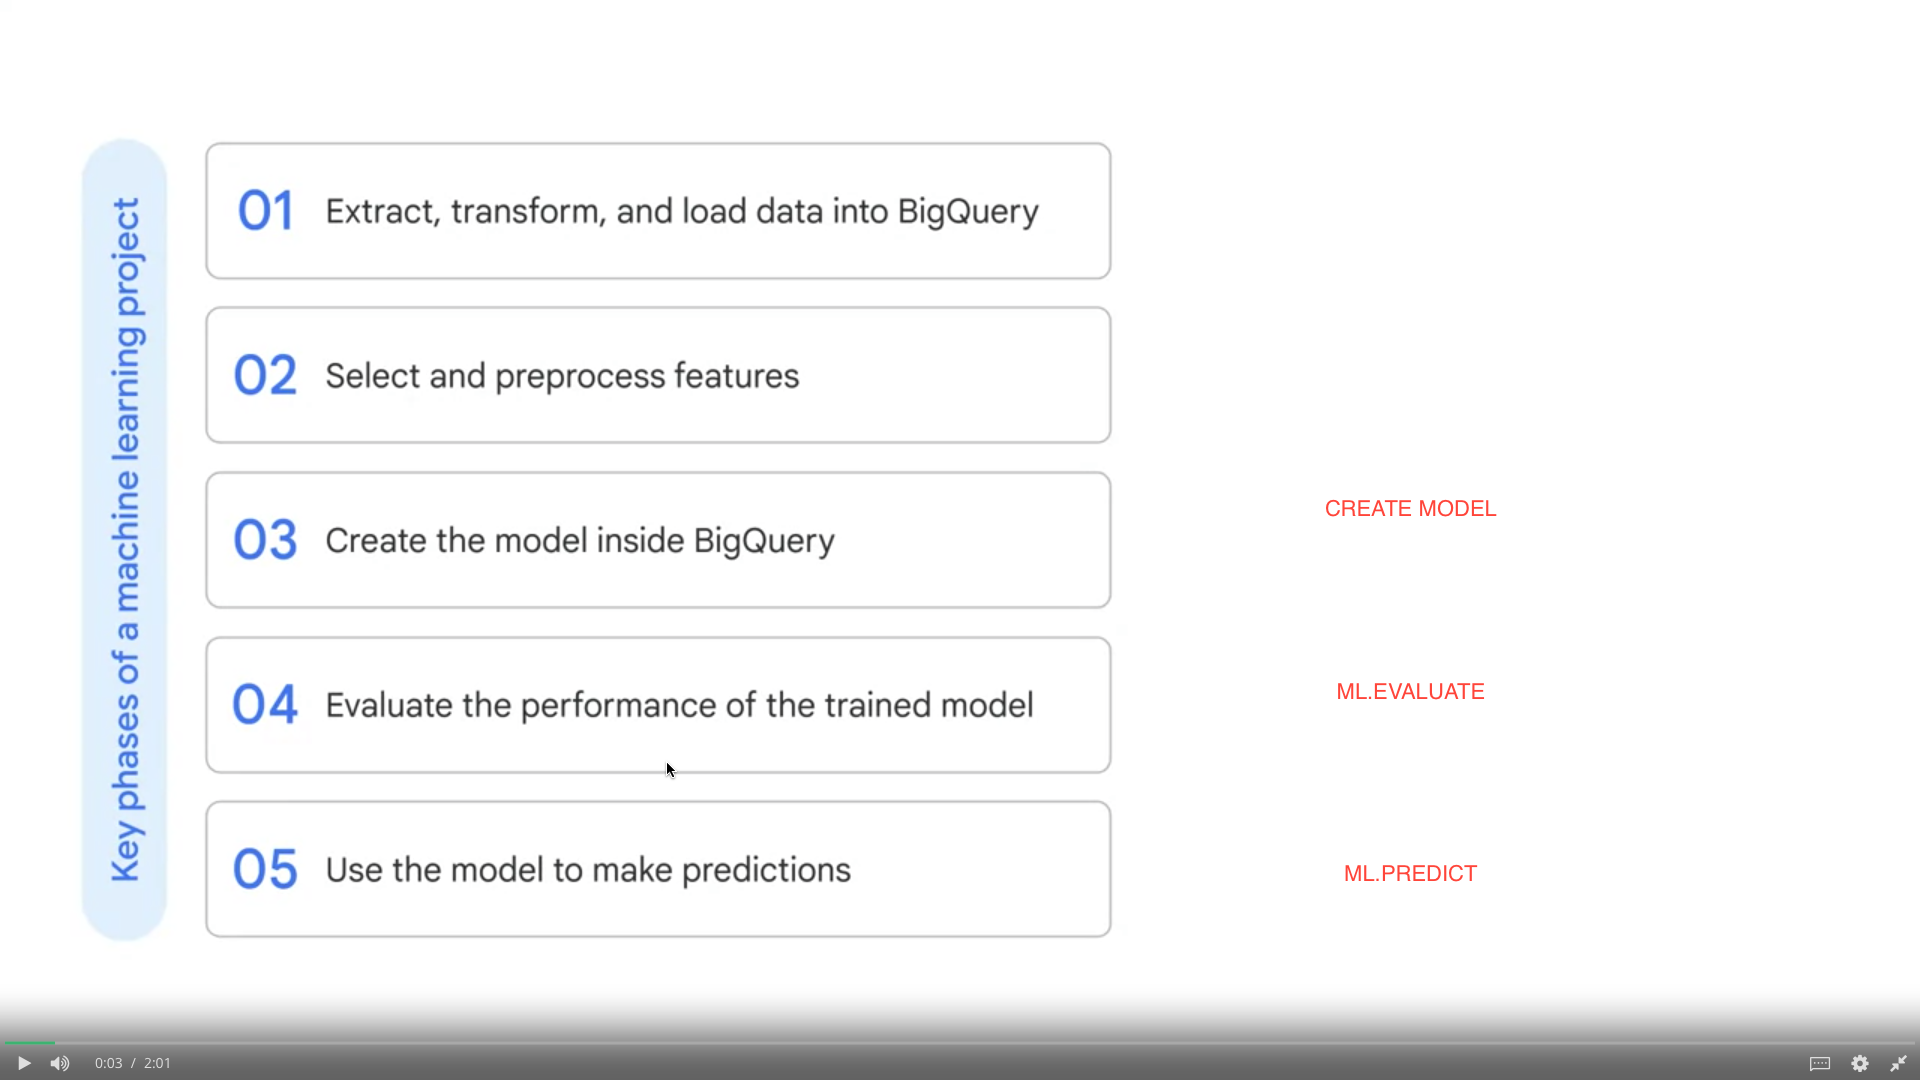 Key phases of a machine learning project
01 Extract, transform, and load data into BigQuery
02 Select and preprocess features
03 Create the model inside BigQuery
CREATE MODEL
04 Evaluate the performance of the trained model
ML.EVALUATE
05 Use the model to make predictions
ML.PREDICT
0:03 / 2:01